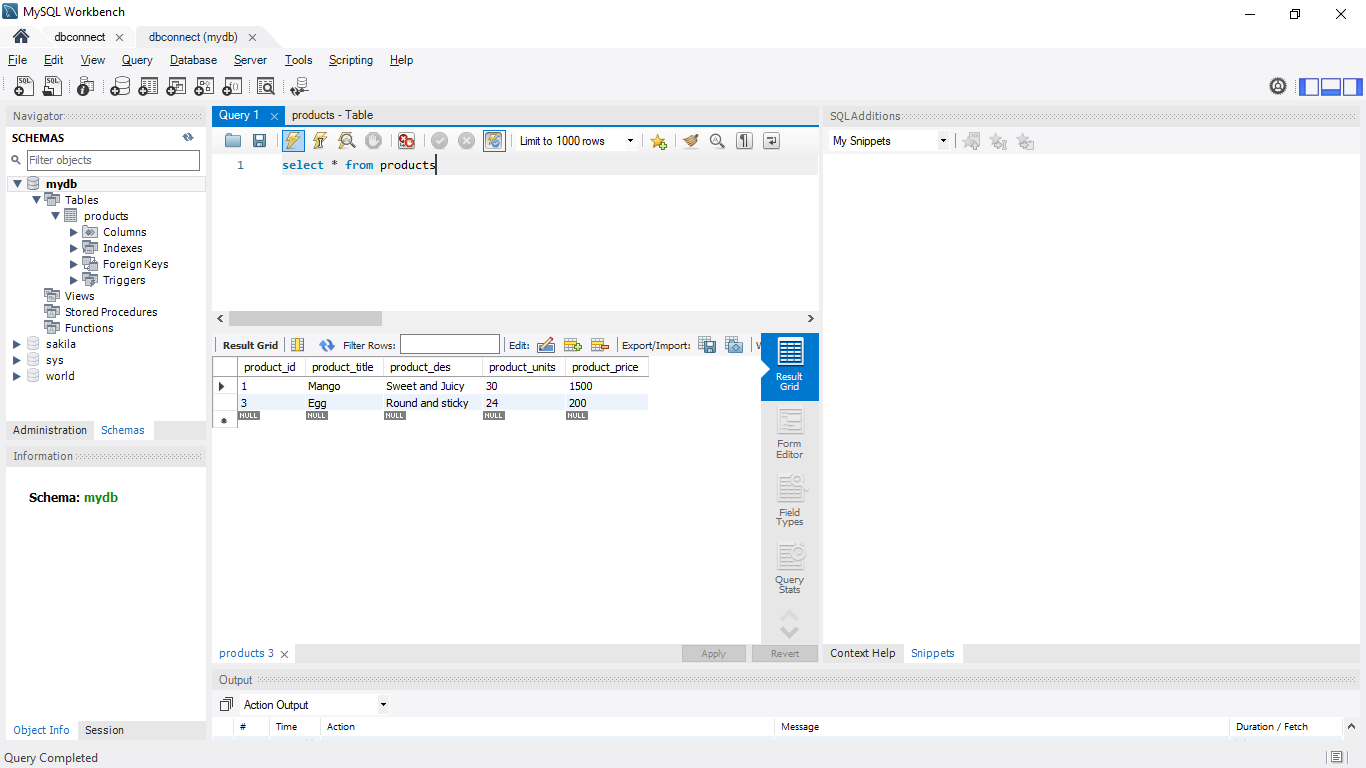 MySQL Workbench
dbconnect
dbconnect (mydb)
File Edit View Query Database Server Tools Scripting Help
Navigator
SCHEMAS
Filter objects
mydb
Tables
products
Columns
Indexes
Foreign Keys
Triggers
Views
Stored Procedures
Functions
sakila
sys
world
Administration Schemas
Information
Schema: mydb
Object Info Session
Query 1
products - Table
Limit to 1000 rows
1 select * from products
Result Grid Filter Rows: Edit: Export/Import:
product_id product_title product_des product_units product_price
1 Mango Sweet and Juicy 30 1500
3 Egg Round and sticky 24 200
NULL NULL NULL NULL NULL
Result
Grid
Form
Editor
Field
Types
Query
Stats
products 3
Apply Revert
SQLAdditions
My Snippets
Context Help Snippets
Output
Action Output
# Time Action Message Duration / Fetch
Query Completed